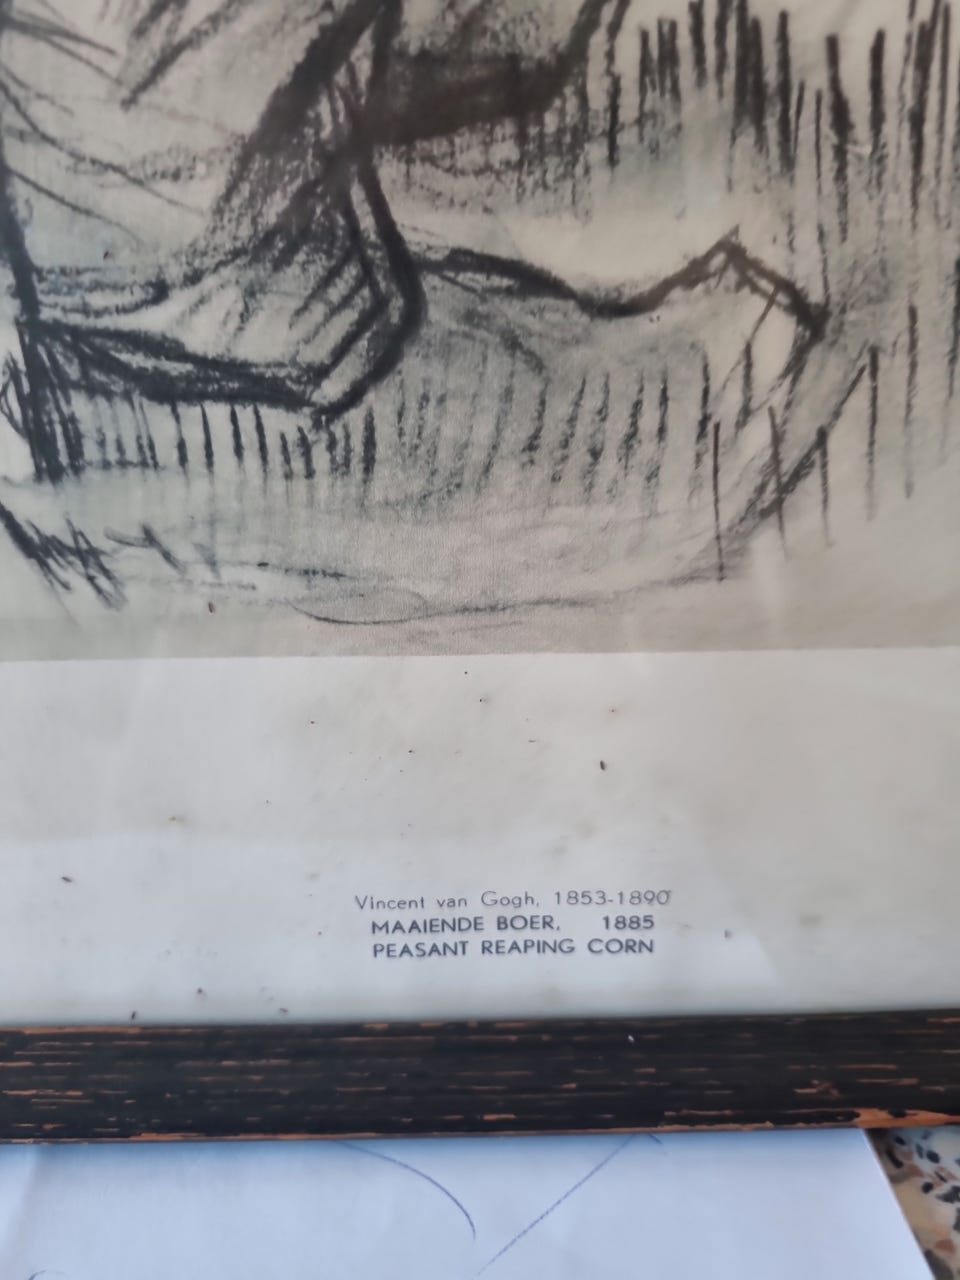 Vincent van Gogh, 1853-1890
MAAIENDE BOER, 1885
PEASANT REAPING CORN